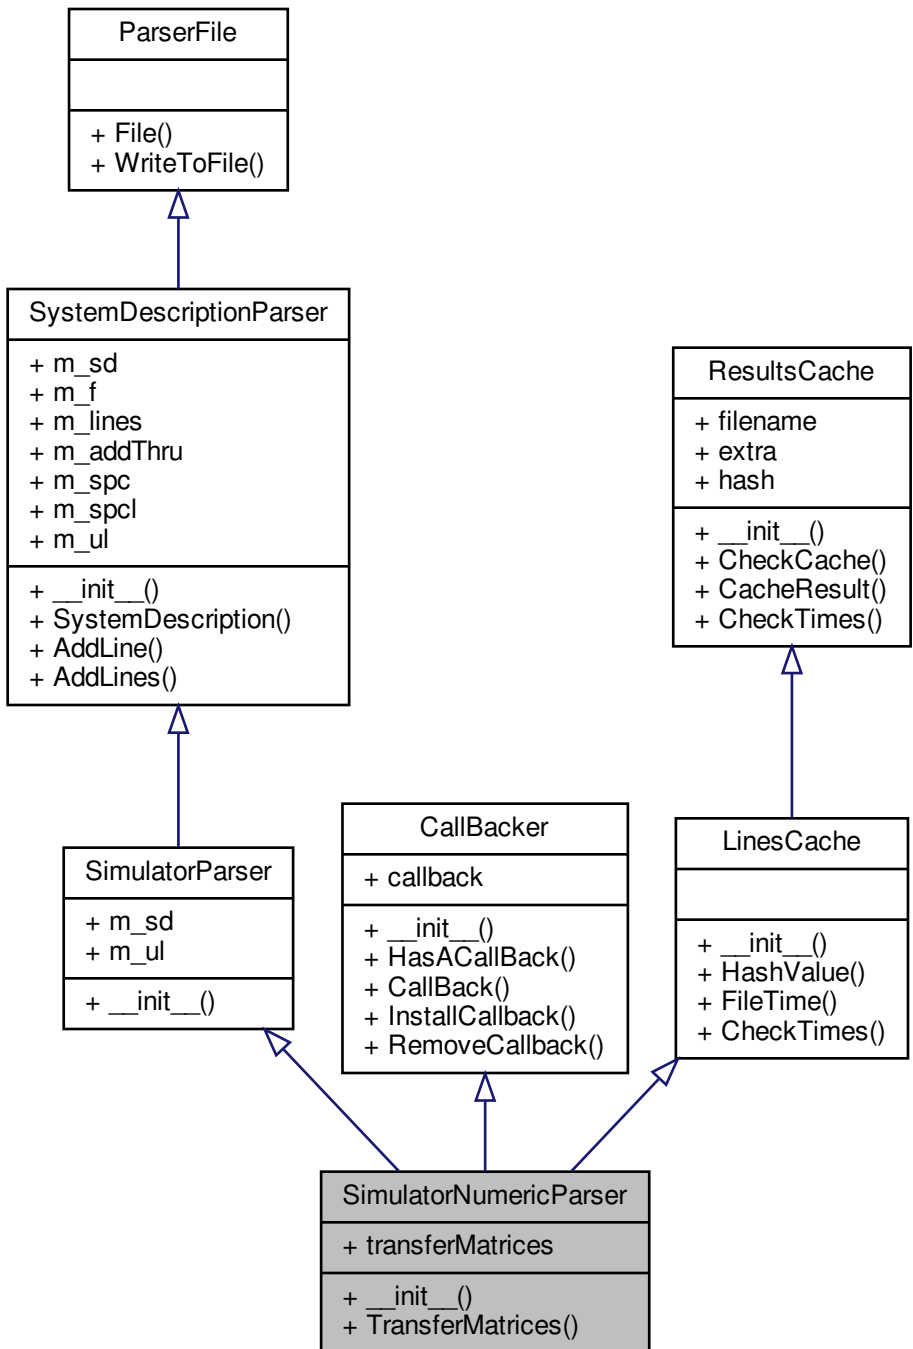 ParserFile
+ File()
+ WriteToFile()
SystemDescriptionParser
+ m_sd
+ m_f
+ m_lines
+ m_addThru
+ m_spc
+ m_spcl
+ m_ul
+ __init__()
+ SystemDescription()
+ AddLine()
+ AddLines()
ResultsCache
+ filename
+ extra
+ hash
+ __init__()
+ CheckCache()
+ CacheResult()
+ CheckTimes()
SimulatorParser
+ m_sd
+ m_ul
+ __init__()
CallBacker
+ callback
+ __init__()
+ HasACallBack()
+ CallBack()
+ InstallCallback()
+ RemoveCallback()
LinesCache
+ __init__()
+ HashValue()
+ FileTime()
+ CheckTimes()
SimulatorNumericParser
+ transferMatrices
+ __init__()
+ TransferMatrices()